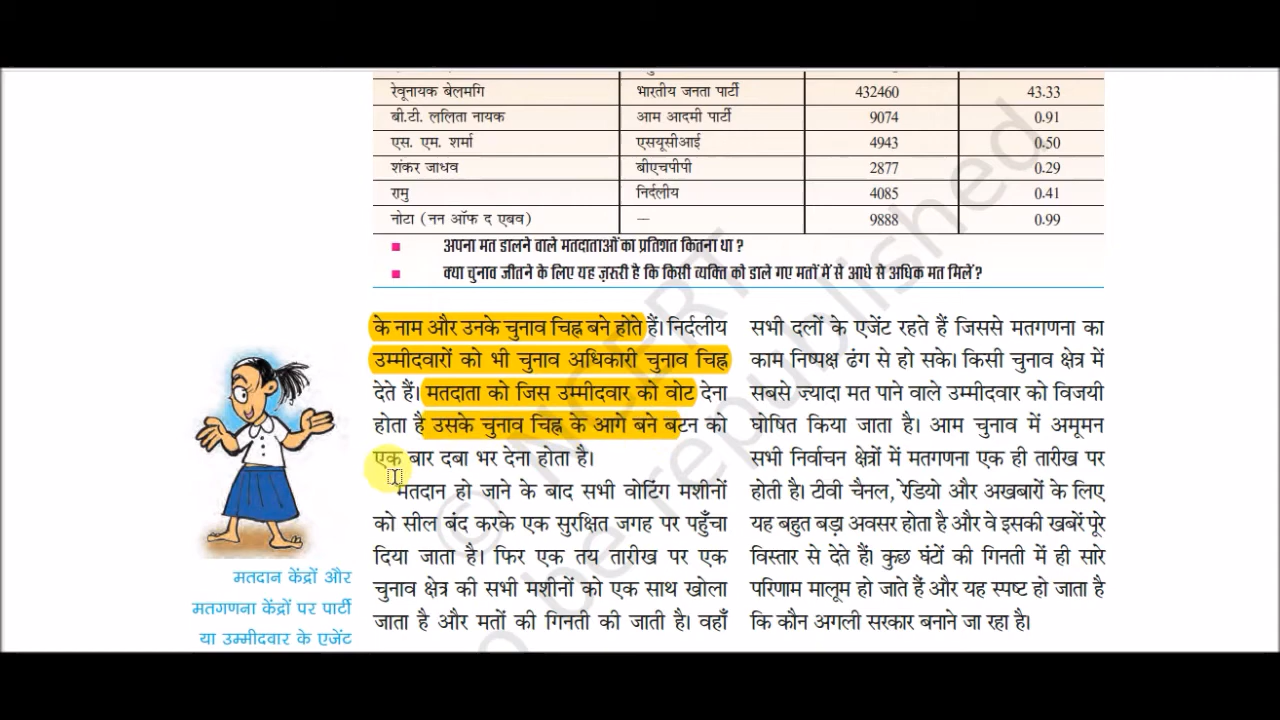 रेवूनायक बेलमगि भारतीय जनता पार्टी 432460 43.33
बी.टी. ललिता नायक आम आदमी पार्टी 9074 0.91
एस. एम. शर्मा एसयूसीआई 4943 0.50
शंकर जाधव बीएचपीपी 2877 0.29
रामु निर्दलीय 4085 0.41
नोटा (नन ऑफ द एबव) — 9888 0.99
अपना मत डालने वाले मतदाताओं का प्रतिशत कितना था ?
क्या चुनाव जीतने के लिए यह ज़रूरी है कि किसी व्यक्ति को डाले गए मतों में से आधे से अधिक मत मिलें ?
के नाम और उनके चुनाव चिह्न बने होते हैं। निर्दलीय
उम्मीदवारों को भी चुनाव अधिकारी चुनाव चिह्न
देते हैं। मतदाता को जिस उम्मीदवार को वोट देना
होता है उसके चुनाव चिह्न के आगे बने बटन को
एक बार दबा भर देना होता है।
मतदान हो जाने के बाद सभी वोटिंग मशीनों
को सील बंद करके एक सुरक्षित जगह पर पहुँचा
दिया जाता है। फिर एक तय तारीख पर एक
चुनाव क्षेत्र की सभी मशीनों को एक साथ खोला
जाता है और मतों की गिनती की जाती है। वहाँ
सभी दलों के एजेंट रहते हैं जिससे मतगणना का
काम निष्पक्ष ढंग से हो सके। किसी चुनाव क्षेत्र में
सबसे ज़्यादा मत पाने वाले उम्मीदवार को विजयी
घोषित किया जाता है। आम चुनाव में अमूमन
सभी निर्वाचन क्षेत्रों में मतगणना एक ही तारीख पर
होती है। टीवी चैनल, रेडियो और अखबारों के लिए
यह बहुत बड़ा अवसर होता है और वे इसकी खबरें पूरे
विस्तार से देते हैं। कुछ घंटों की गिनती में ही सारे
परिणाम मालूम हो जाते हैं और यह स्पष्ट हो जाता है
कि कौन अगली सरकार बनाने जा रहा है।
मतदान केंद्रों और
मतगणना केंद्रों पर पार्टी
या उम्मीदवार के एजेंट
© NCERT
o be republished